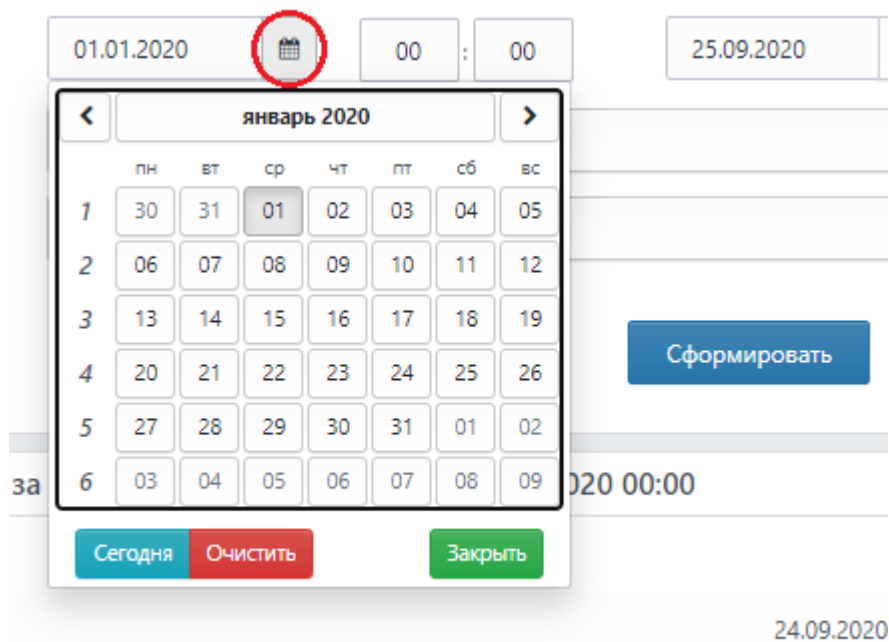 01.01.2020 00 : 00 25.09.2020
январь 2020
пн вт ср чт пт сб вс
1 30 31 01 02 03 04 05
2 06 07 08 09 10 11 12
3 13 14 15 16 17 18 19
4 20 21 22 23 24 25 26
Сформировать
5 27 28 29 30 31 01 02
за 6 03 04 05 06 07 08 09 020 00:00
Сегодня Очистить Закрыть
24.09.2020